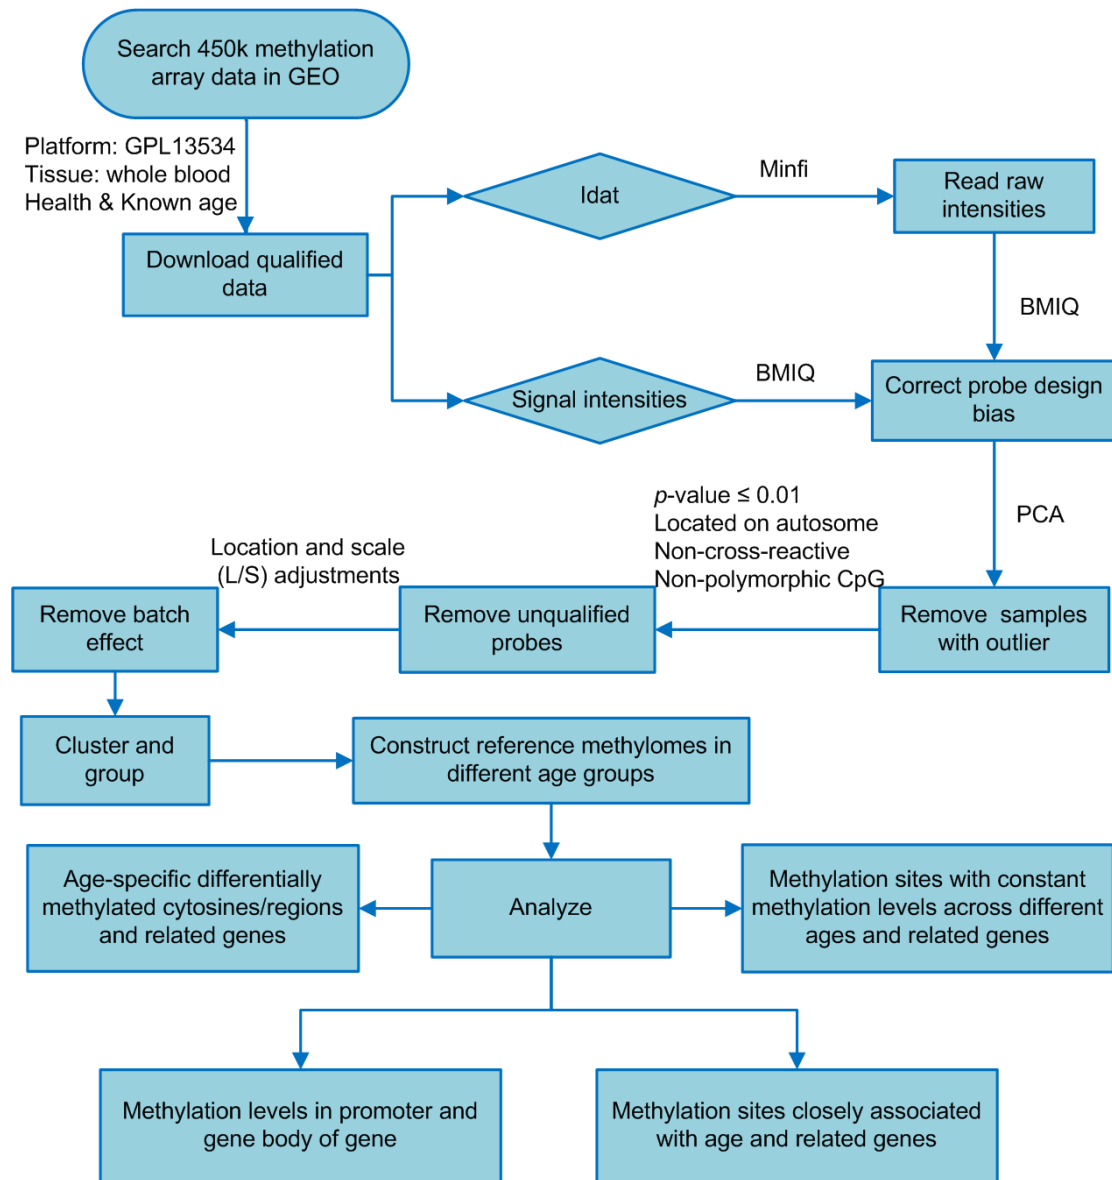 Search 450k methylation
array data in GEO
Platform: GPL13534
Tissue: whole blood
Health & Known age
Download qualified
data
Idat
Minfi
Read raw
intensities
BMIQ
Signal intensities
BMIQ
Correct probe design
bias
PCA
p-value ≤ 0.01
Located on autosome
Non-cross-reactive
Non-polymorphic CpG
Remove samples
with outlier
Remove unqualified
probes
Location and scale
(L/S) adjustments
Remove batch
effect
Cluster and
group
Construct reference methylomes in
different age groups
Analyze
Age-specific differentially
methylated cytosines/regions
and related genes
Methylation sites with constant
methylation levels across different
ages and related genes
Methylation levels in promoter and
gene body of gene
Methylation sites closely associated
with age and related genes